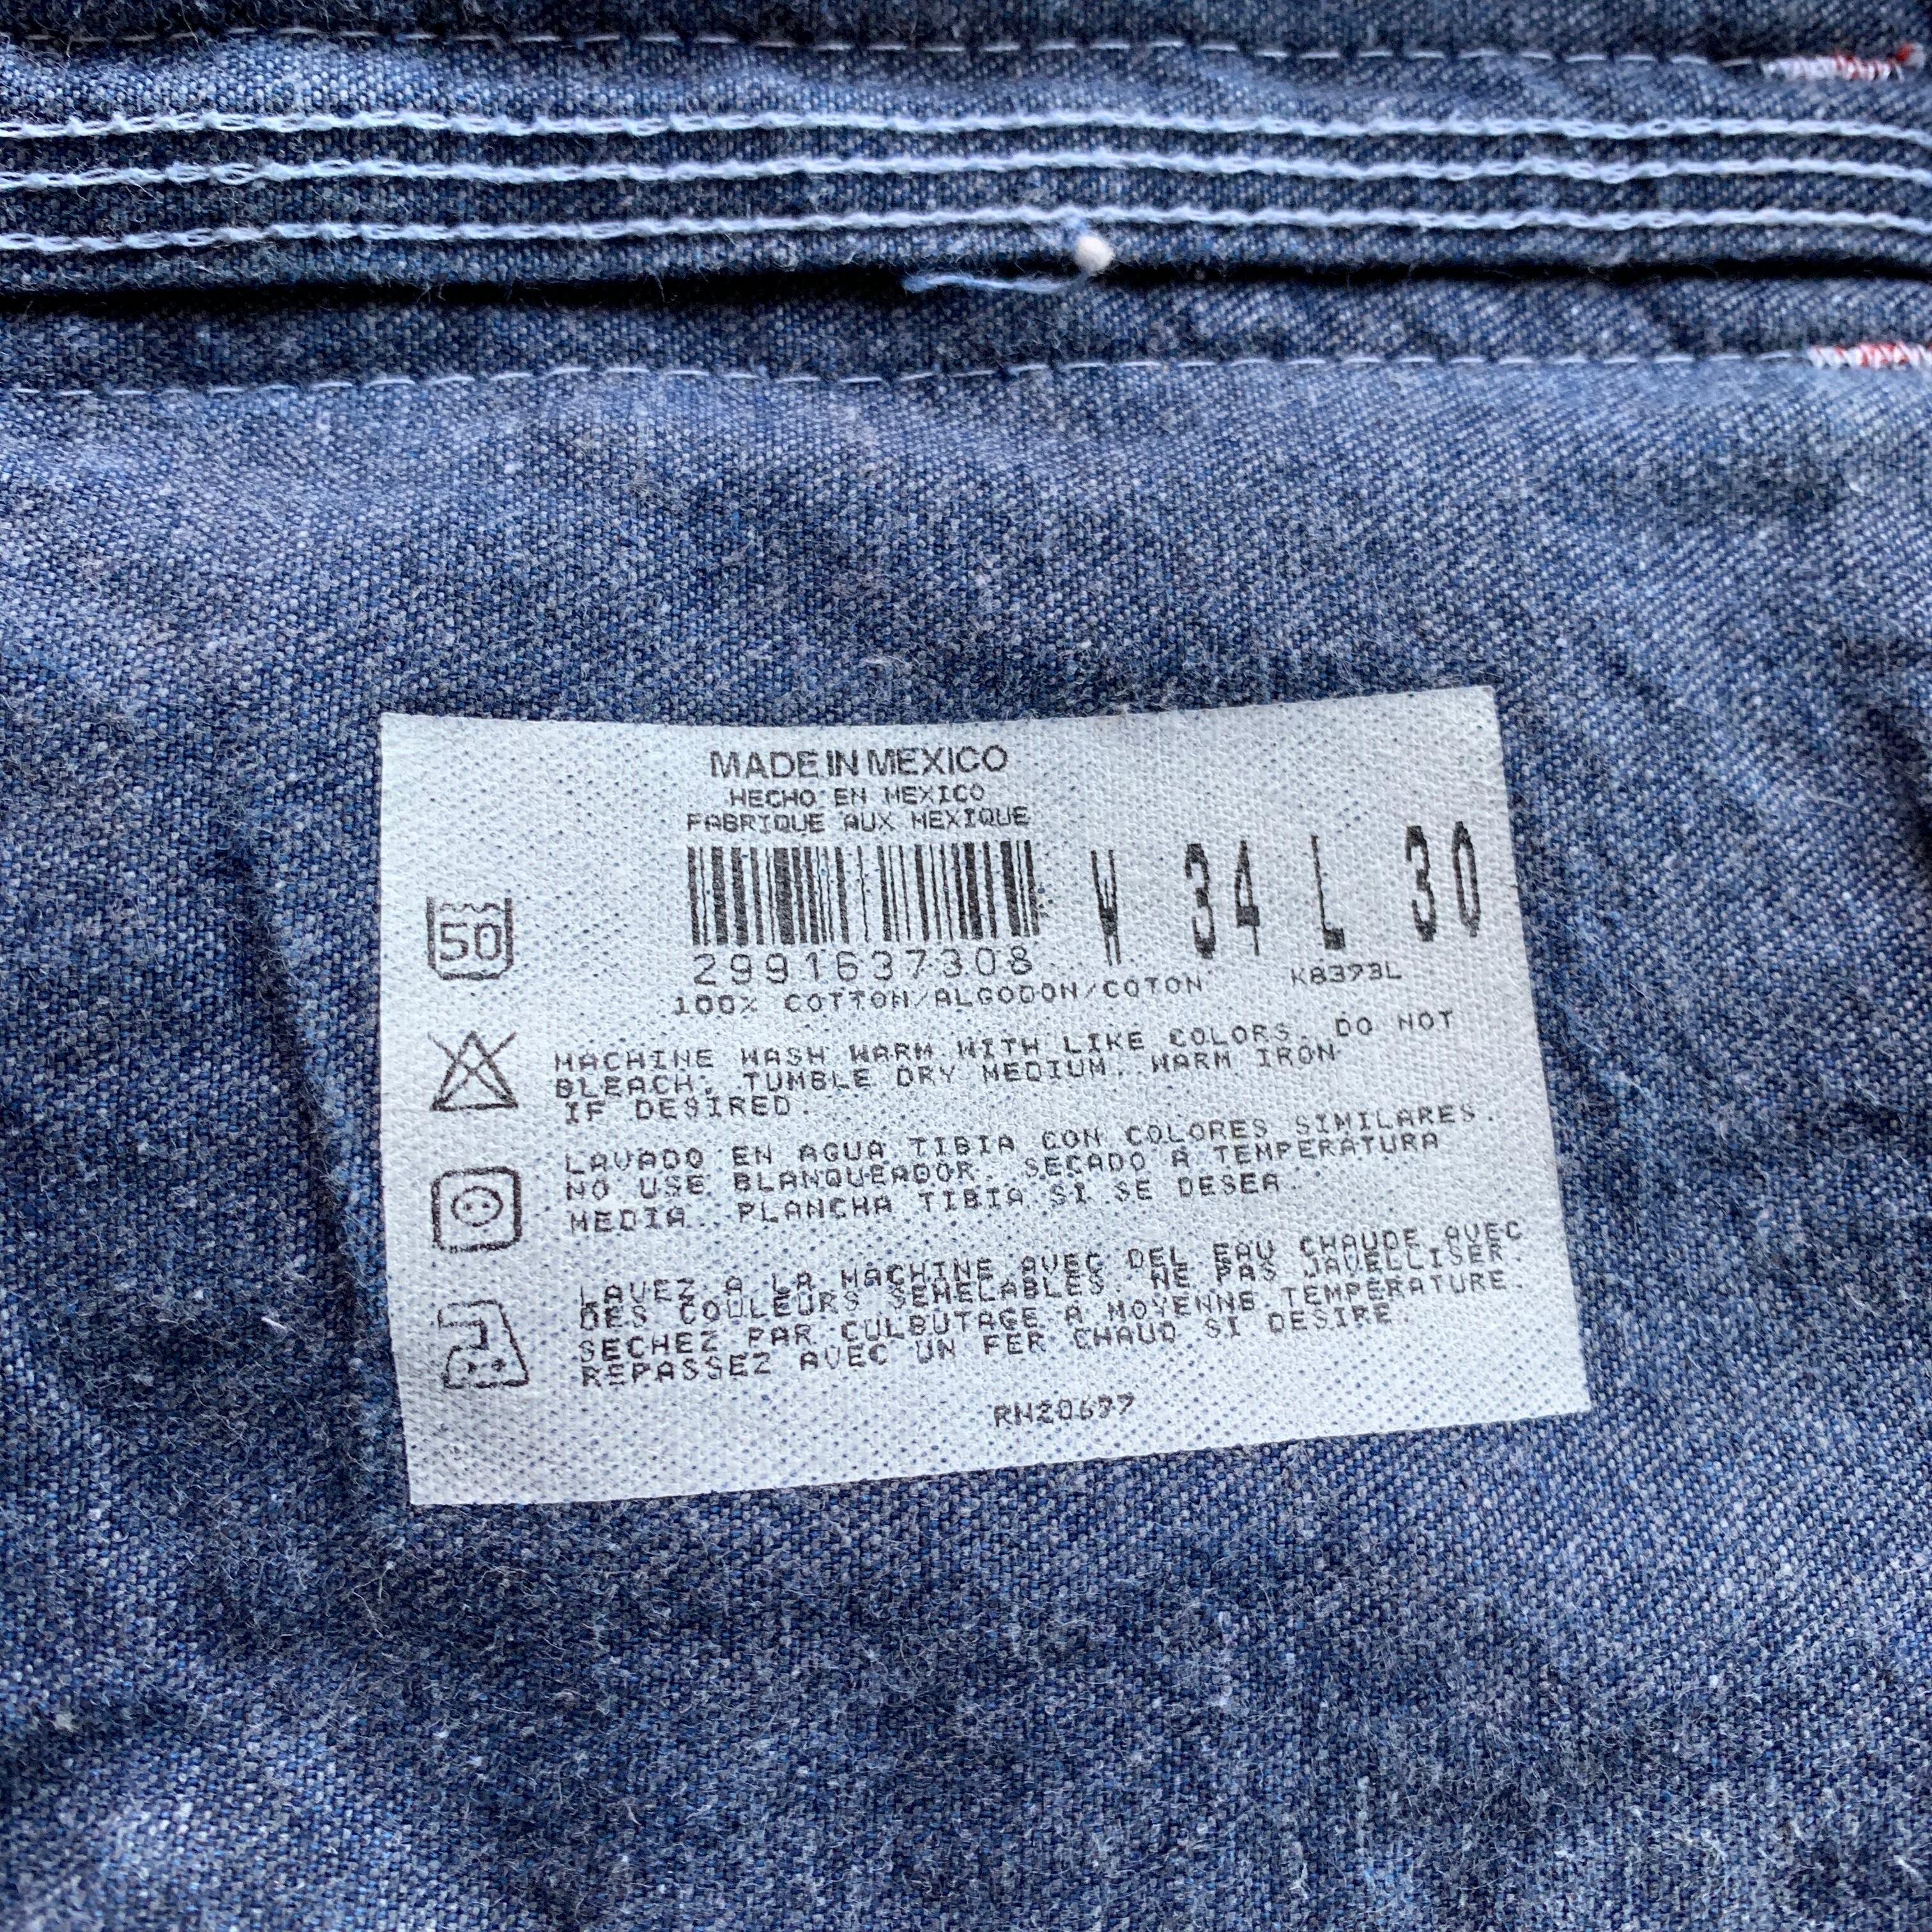 MADE IN MEXICO
HECHO EN MEXICO
FABRIQUE AUX MEXIQUE
W 34 L 30
50
2991637308
100% COTTON/ALGODON/COTON K8393L
MACHINE WASH WARM WITH LIKE COLORS. DO NOT
BLEACH. TUMBLE DRY MEDIUM. WARM IRON
IF DESIRED.
LAVADO EN AGUA TIBIA CON COLORES SIMILARES.
NO USE BLANQUEADOR. SECADO A TEMPERATURA
MEDIA. PLANCHA TIBIA SI SE DESEA.
LAVEZ A LA MACHINE AVEC DEL EAU CHAUDE AVEC
DES COULEURS SEMELABLES. NE PAS JAVELLISER.
SECHEZ PAR CULBUTAGE A MOYENNE TEMPERATURE.
REPASSEZ AVEC UN FER CHAUD SI DESIRE.
RN20697